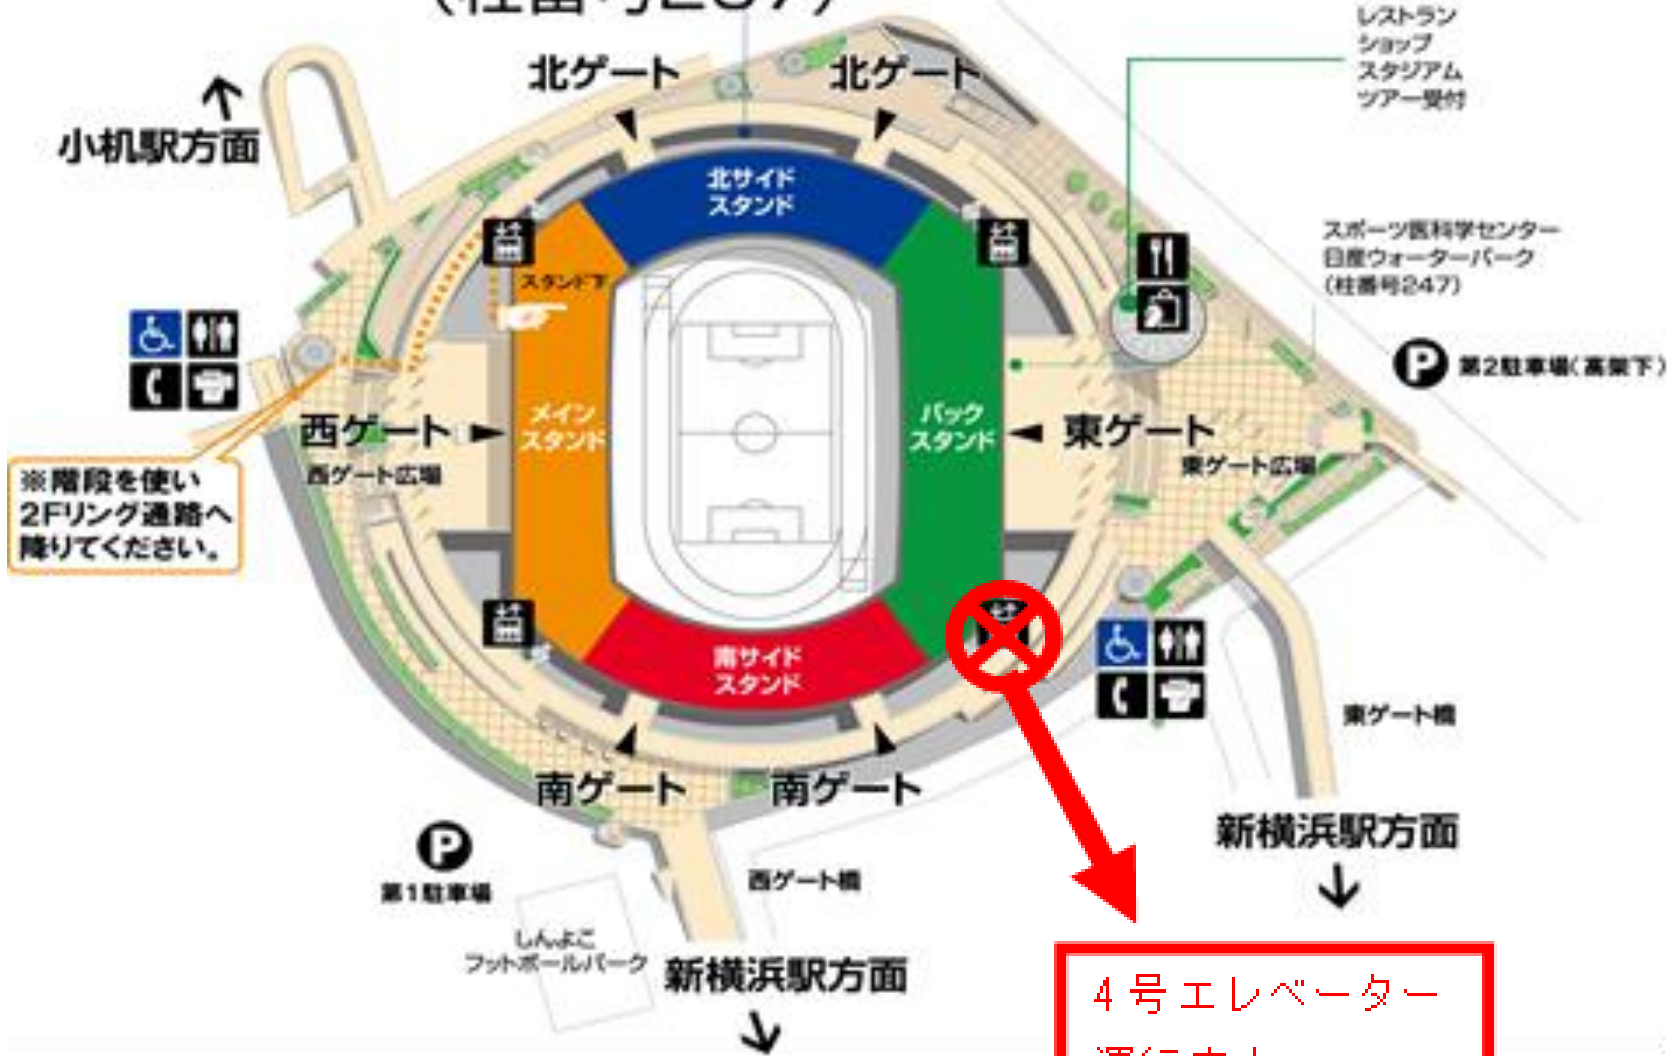 (柱番号237)
レストラン
ショップ
スタジアム
ツアー受付
北ゲート
北ゲート
小机駅方面
北サイド
スタンド
スポーツ医科学センター
日産ウォーターパーク
(柱番号247)
スタンド下
P 第2駐車場(高架下)
メイン
スタンド
バック
スタンド
西ゲート
西ゲート広場
東ゲート
東ゲート広場
※階段を使い
2Fリング通路へ
降りてください。
南サイド
スタンド
東ゲート橋
南ゲート
南ゲート
新横浜駅方面
P
第1駐車場
西ゲート橋
しんよこ
フットボールパーク
新横浜駅方面
4号エレベーター